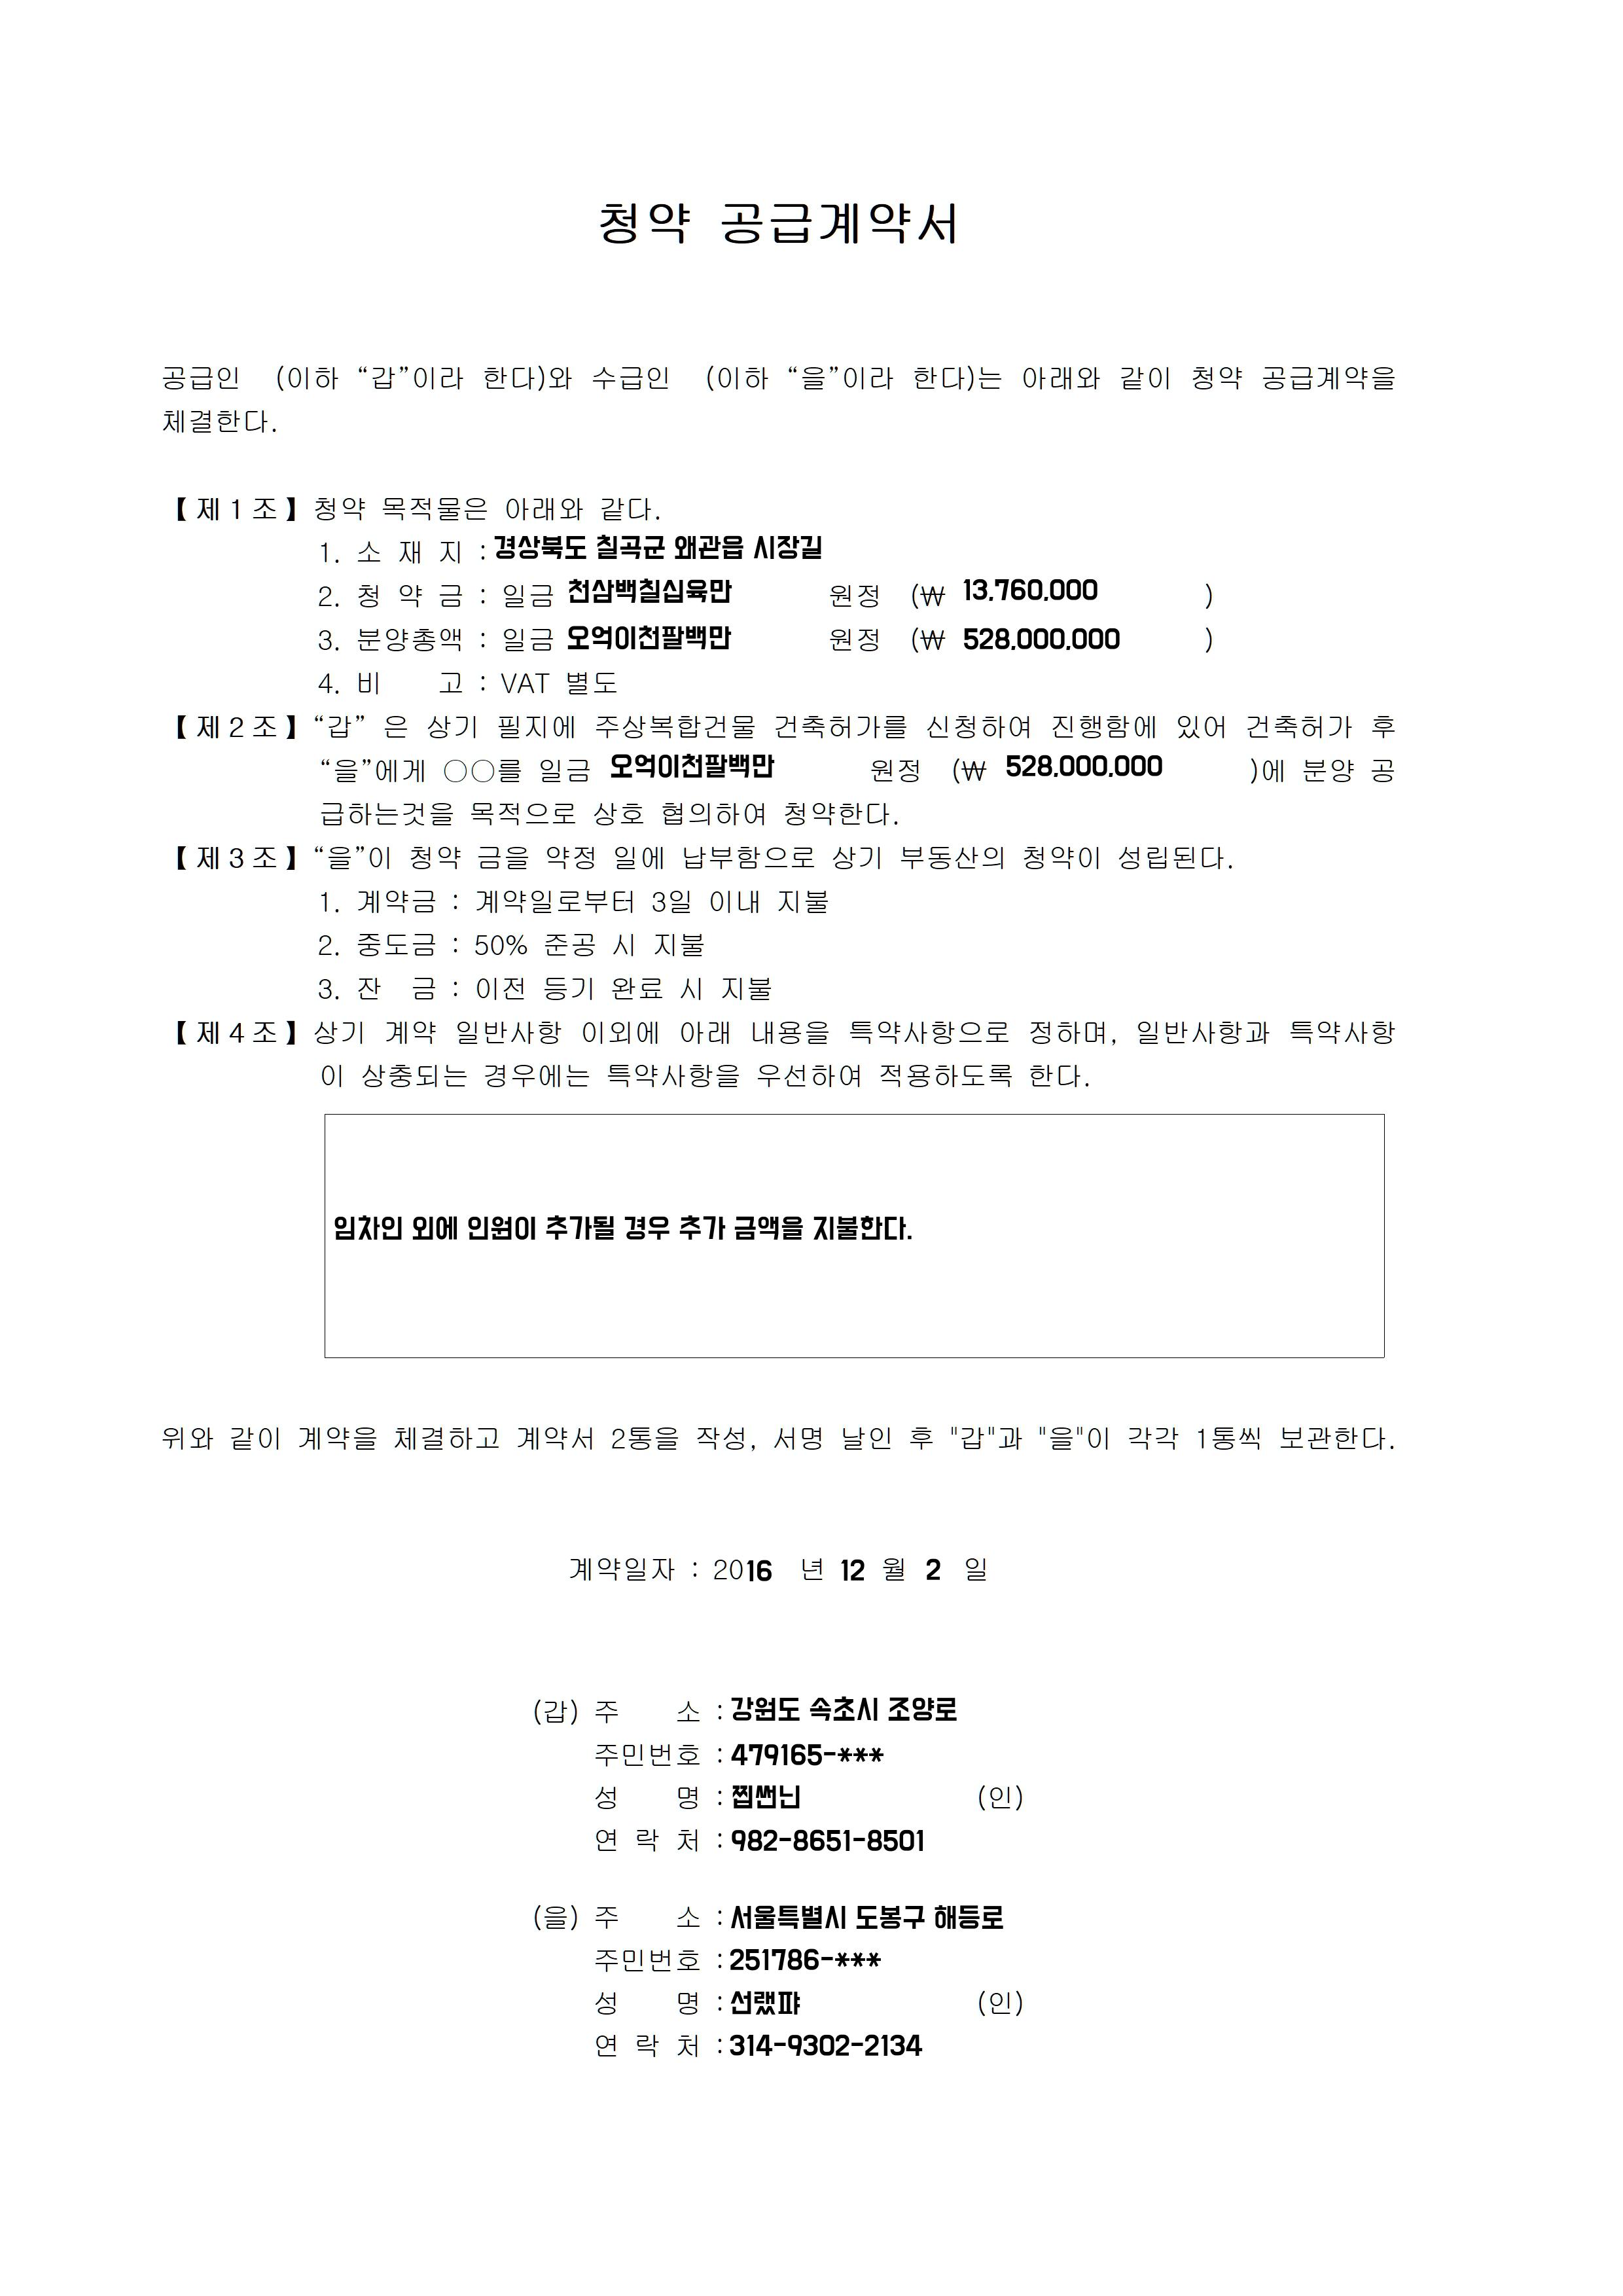 청약 공급계약서
공급인 (이하 “갑”이라 한다)와 수급인 (이하 “을”이라 한다)는 아래와 같이 청약 공급계약을
체결한다.
【제1조】청약 목적물은 아래와 같다.
1. 소 재 지 : 경상북도 칠곡군 왜관읍 시장길
2. 청 약 금 : 일금 천삼백칠십육만 원정 (₩ 13,760,000 )
3. 분양총액 : 일금 오억이천팔백만 원정 (₩ 528,000,000 )
4. 비 고 : VAT 별도
【제2조】“갑” 은 상기 필지에 주상복합건물 건축허가를 신청하여 진행함에 있어 건축허가 후
“을”에게 ○○를 일금 오억이천팔백만 원정 (₩ 528,000,000 )에 분양 공
급하는것을 목적으로 상호 협의하여 청약한다.
【제3조】“을”이 청약 금을 약정 일에 납부함으로 상기 부동산의 청약이 성립된다.
1. 계약금 : 계약일로부터 3일 이내 지불
2. 중도금 : 50% 준공 시 지불
3. 잔 금 : 이전 등기 완료 시 지불
【제4조】상기 계약 일반사항 이외에 아래 내용을 특약사항으로 정하며, 일반사항과 특약사항
이 상충되는 경우에는 특약사항을 우선하여 적용하도록 한다.
임차인 외에 인원이 추가될 경우 추가 금액을 지불한다.
위와 같이 계약을 체결하고 계약서 2통을 작성, 서명 날인 후 "갑"과 "을"이 각각 1통씩 보관한다.
계약일자 : 2016 년 12 월 2 일
(갑) 주 소 : 강원도 속초시 조양로
주민번호 : 479165-***
성 명 : 찝썬늬 (인)
연 락 처 : 982-8651-8501
(을) 주 소 : 서울특별시 도봉구 해등로
주민번호 : 251786-***
성 명 : 선랬퍄 (인)
연 락 처 : 314-9302-2134